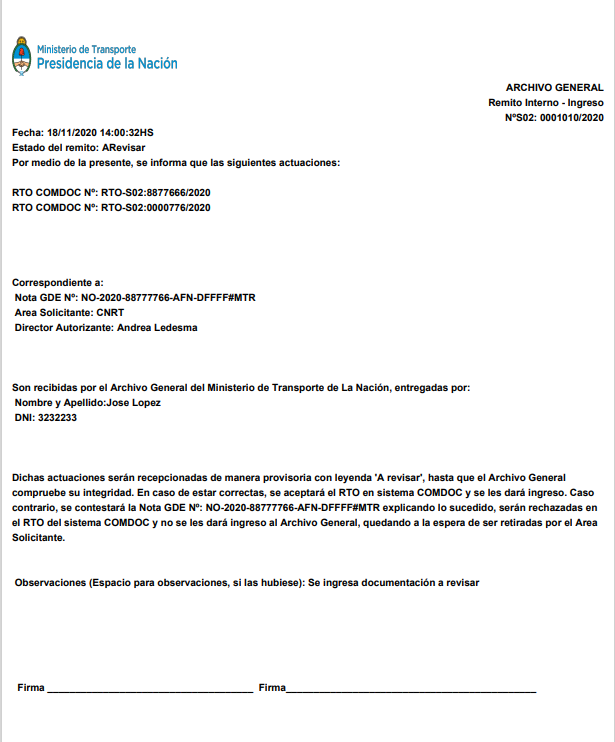 Ministerio de Transporte
Presidencia de la Nación
ARCHIVO GENERAL
Remito Interno - Ingreso
NºS02: 0001010/2020
Fecha: 18/11/2020 14:00:32HS
Estado del remito: ARevisar
Por medio de la presente, se informa que las siguientes actuaciones:
RTO COMDOC Nº: RTO-S02:8877666/2020
RTO COMDOC Nº: RTO-S02:0000776/2020
Correspondiente a:
Nota GDE Nº: NO-2020-88777766-AFN-DFFFF#MTR
Area Solicitante: CNRT
Director Autorizante: Andrea Ledesma
Son recibidas por el Archivo General del Ministerio de Transporte de La Nación, entregadas por:
Nombre y Apellido:Jose Lopez
DNI: 3232233
Dichas actuaciones serán recepcionadas de manera provisoria con leyenda 'A revisar', hasta que el Archivo General
compruebe su integridad. En caso de estar correctas, se aceptará el RTO en sistema COMDOC y se les dará ingreso. Caso
contrario, se contestará la Nota GDE Nº: NO-2020-88777766-AFN-DFFFF#MTR explicando lo sucedido, serán rechazadas en
el RTO del sistema COMDOC y no se les dará ingreso al Archivo General, quedando a la espera de ser retiradas por el Area
Solicitante.
Observaciones (Espacio para observaciones, si las hubiese): Se ingresa documentación a revisar
Firma _____________________________________ Firma_____________________________________________